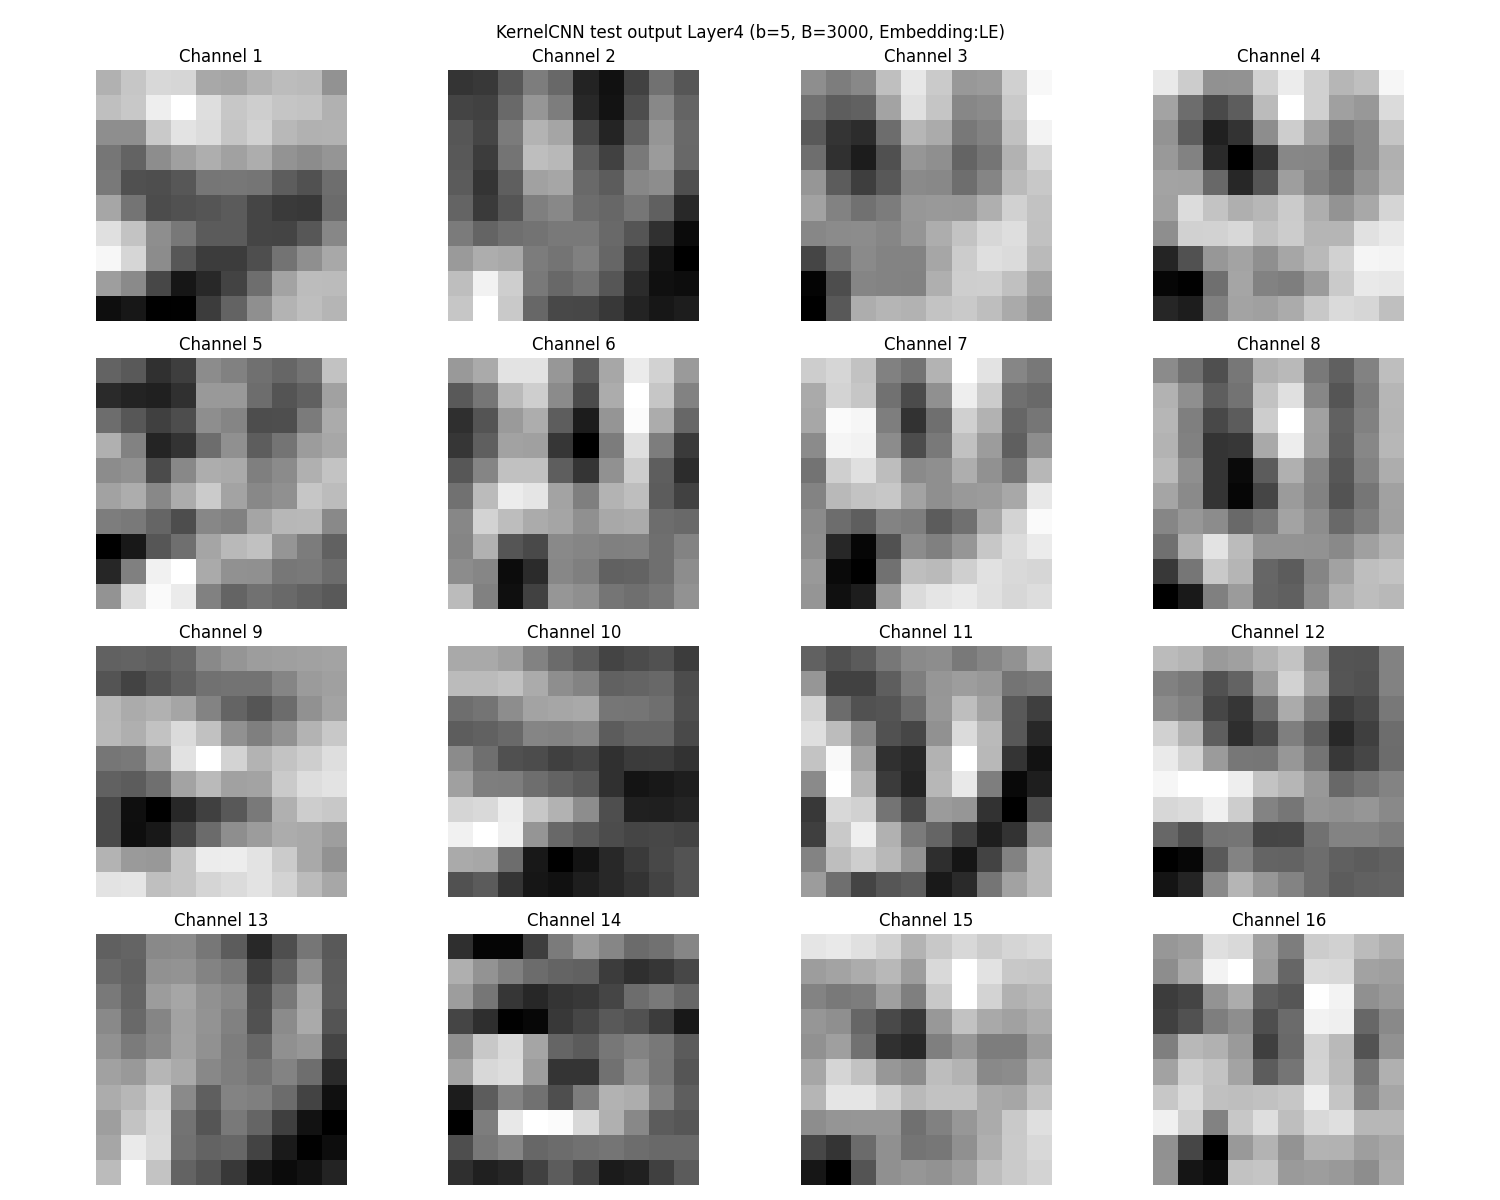 KernelCNN test output Layer4 (b=5, B=3000, Embedding:LE)
Channel 1
Channel 2
Channel 3
Channel 4
Channel 5
Channel 6
Channel 7
Channel 8
Channel 9
Channel 10
Channel 11
Channel 12
Channel 13
Channel 14
Channel 15
Channel 16